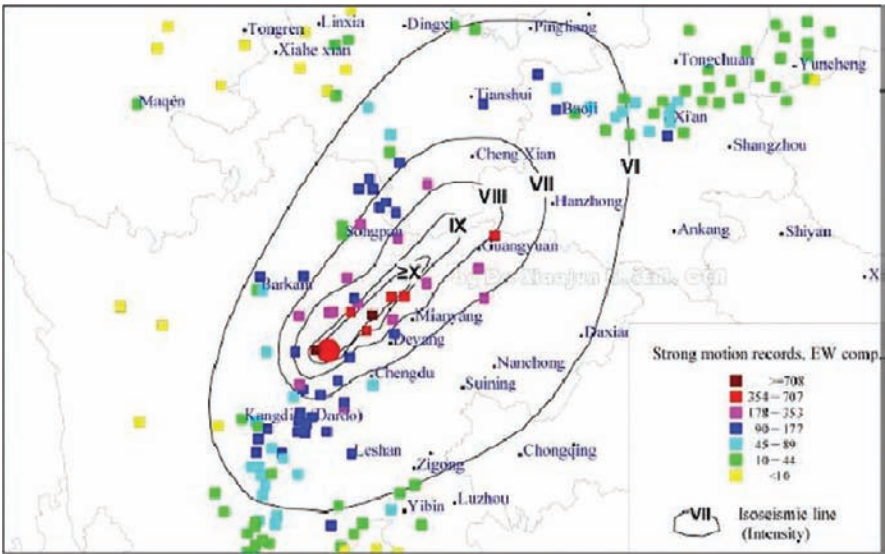 Tongren
Linxia
Dingxi
Pingliang
Xiahe xian
Tongchuan
Yuncheng
Maqên
Tianshui
Baoji
Xi'an
Shangzhou
Cheng Xian
VI
VII
VIII
Hanzhong
IX
Songpan
Ankang
Shiyan
Guangyuan
≥X
Barkam
X
Mianyang
Deyang
Daxian
Nanchong
Chengdu
Suining
Kangding (Dardo)
Leshan
Zigong
Chongqing
Yibin
Luzhou
Strong motion records, EW comp.
>=708
354-707
178-353
90-177
45-89
10-44
<10
VII
Isoseismic line
(Intensity)